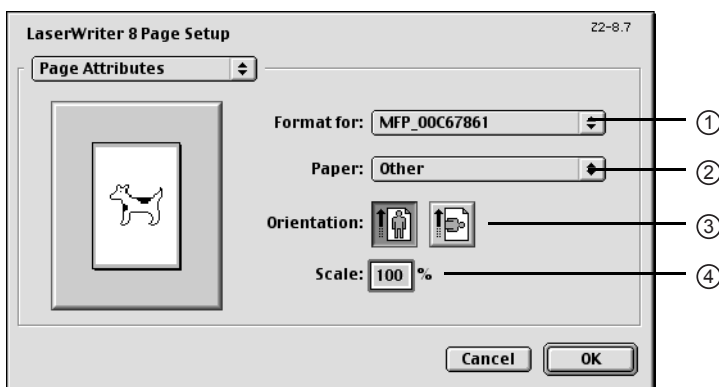 LaserWriter 8 Page Setup
Z2-8.7
Page Attributes
Format for: MFP_00C67861
1
Paper: Other
2
Orientation:
3
Scale: 100 %
4
Cancel
OK